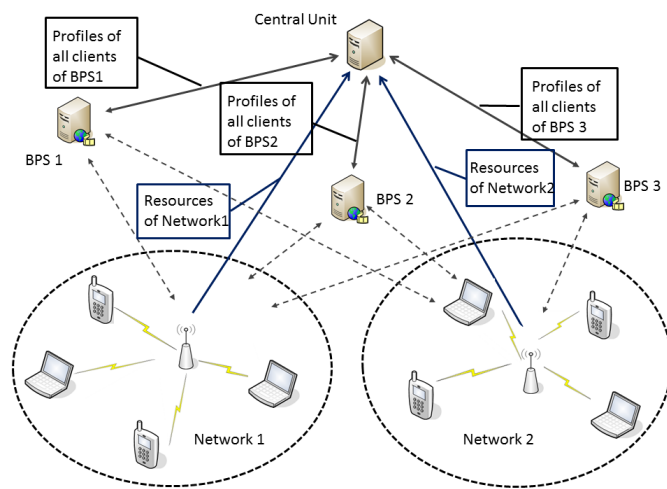 Central Unit
Profiles of
all clients
of BPS1
Profiles of
all clients
of BPS2
Profiles of
all clients
of BPS 3
BPS 1
Resources
of Network1
BPS 2
Resources
of Network2
BPS 3
Network 1
Network 2